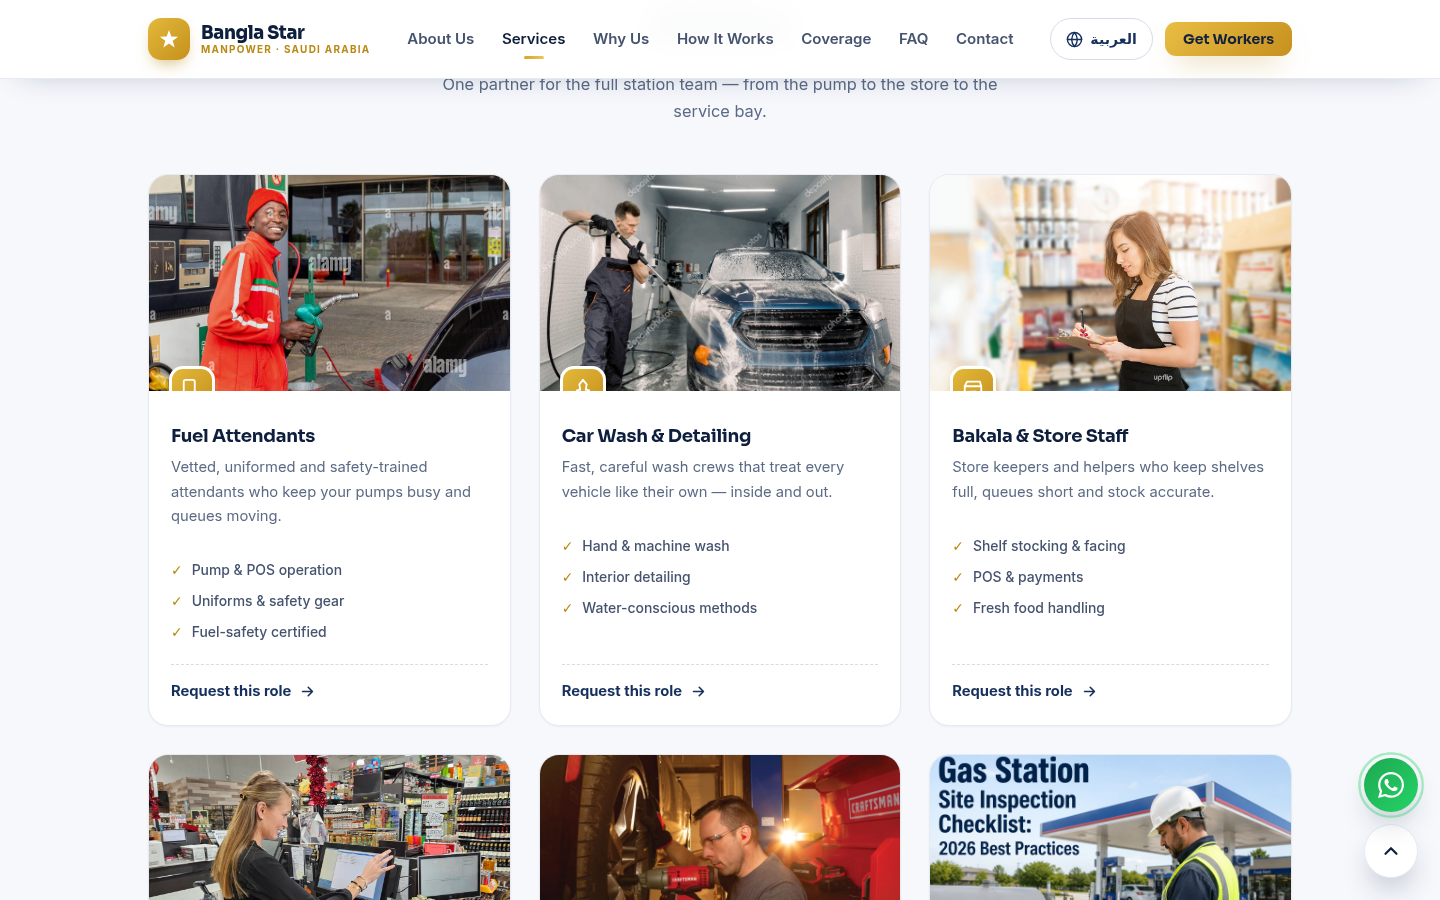 Bangla Star
MANPOWER · SAUDI ARABIA
About Us
Services
Why Us
How It Works
Coverage
FAQ
Contact
العربية
Get Workers
One partner for the full station team — from the pump to the store to the
service bay.
alamy
alamy
alamy
depositphotos
upflip
Fuel Attendants
Vetted, uniformed and safety-trained
attendants who keep your pumps busy and
queues moving.
✓ Pump & POS operation
✓ Uniforms & safety gear
✓ Fuel-safety certified
Request this role →
Car Wash & Detailing
Fast, careful wash crews that treat every
vehicle like their own — inside and out.
✓ Hand & machine wash
✓ Interior detailing
✓ Water-conscious methods
Request this role →
Bakala & Store Staff
Store keepers and helpers who keep shelves
full, queues short and stock accurate.
✓ Shelf stocking & facing
✓ POS & payments
✓ Fresh food handling
Request this role →
CRAFTSMAN
Gas Station
Site Inspection
Checklist:
2026 Best Practices